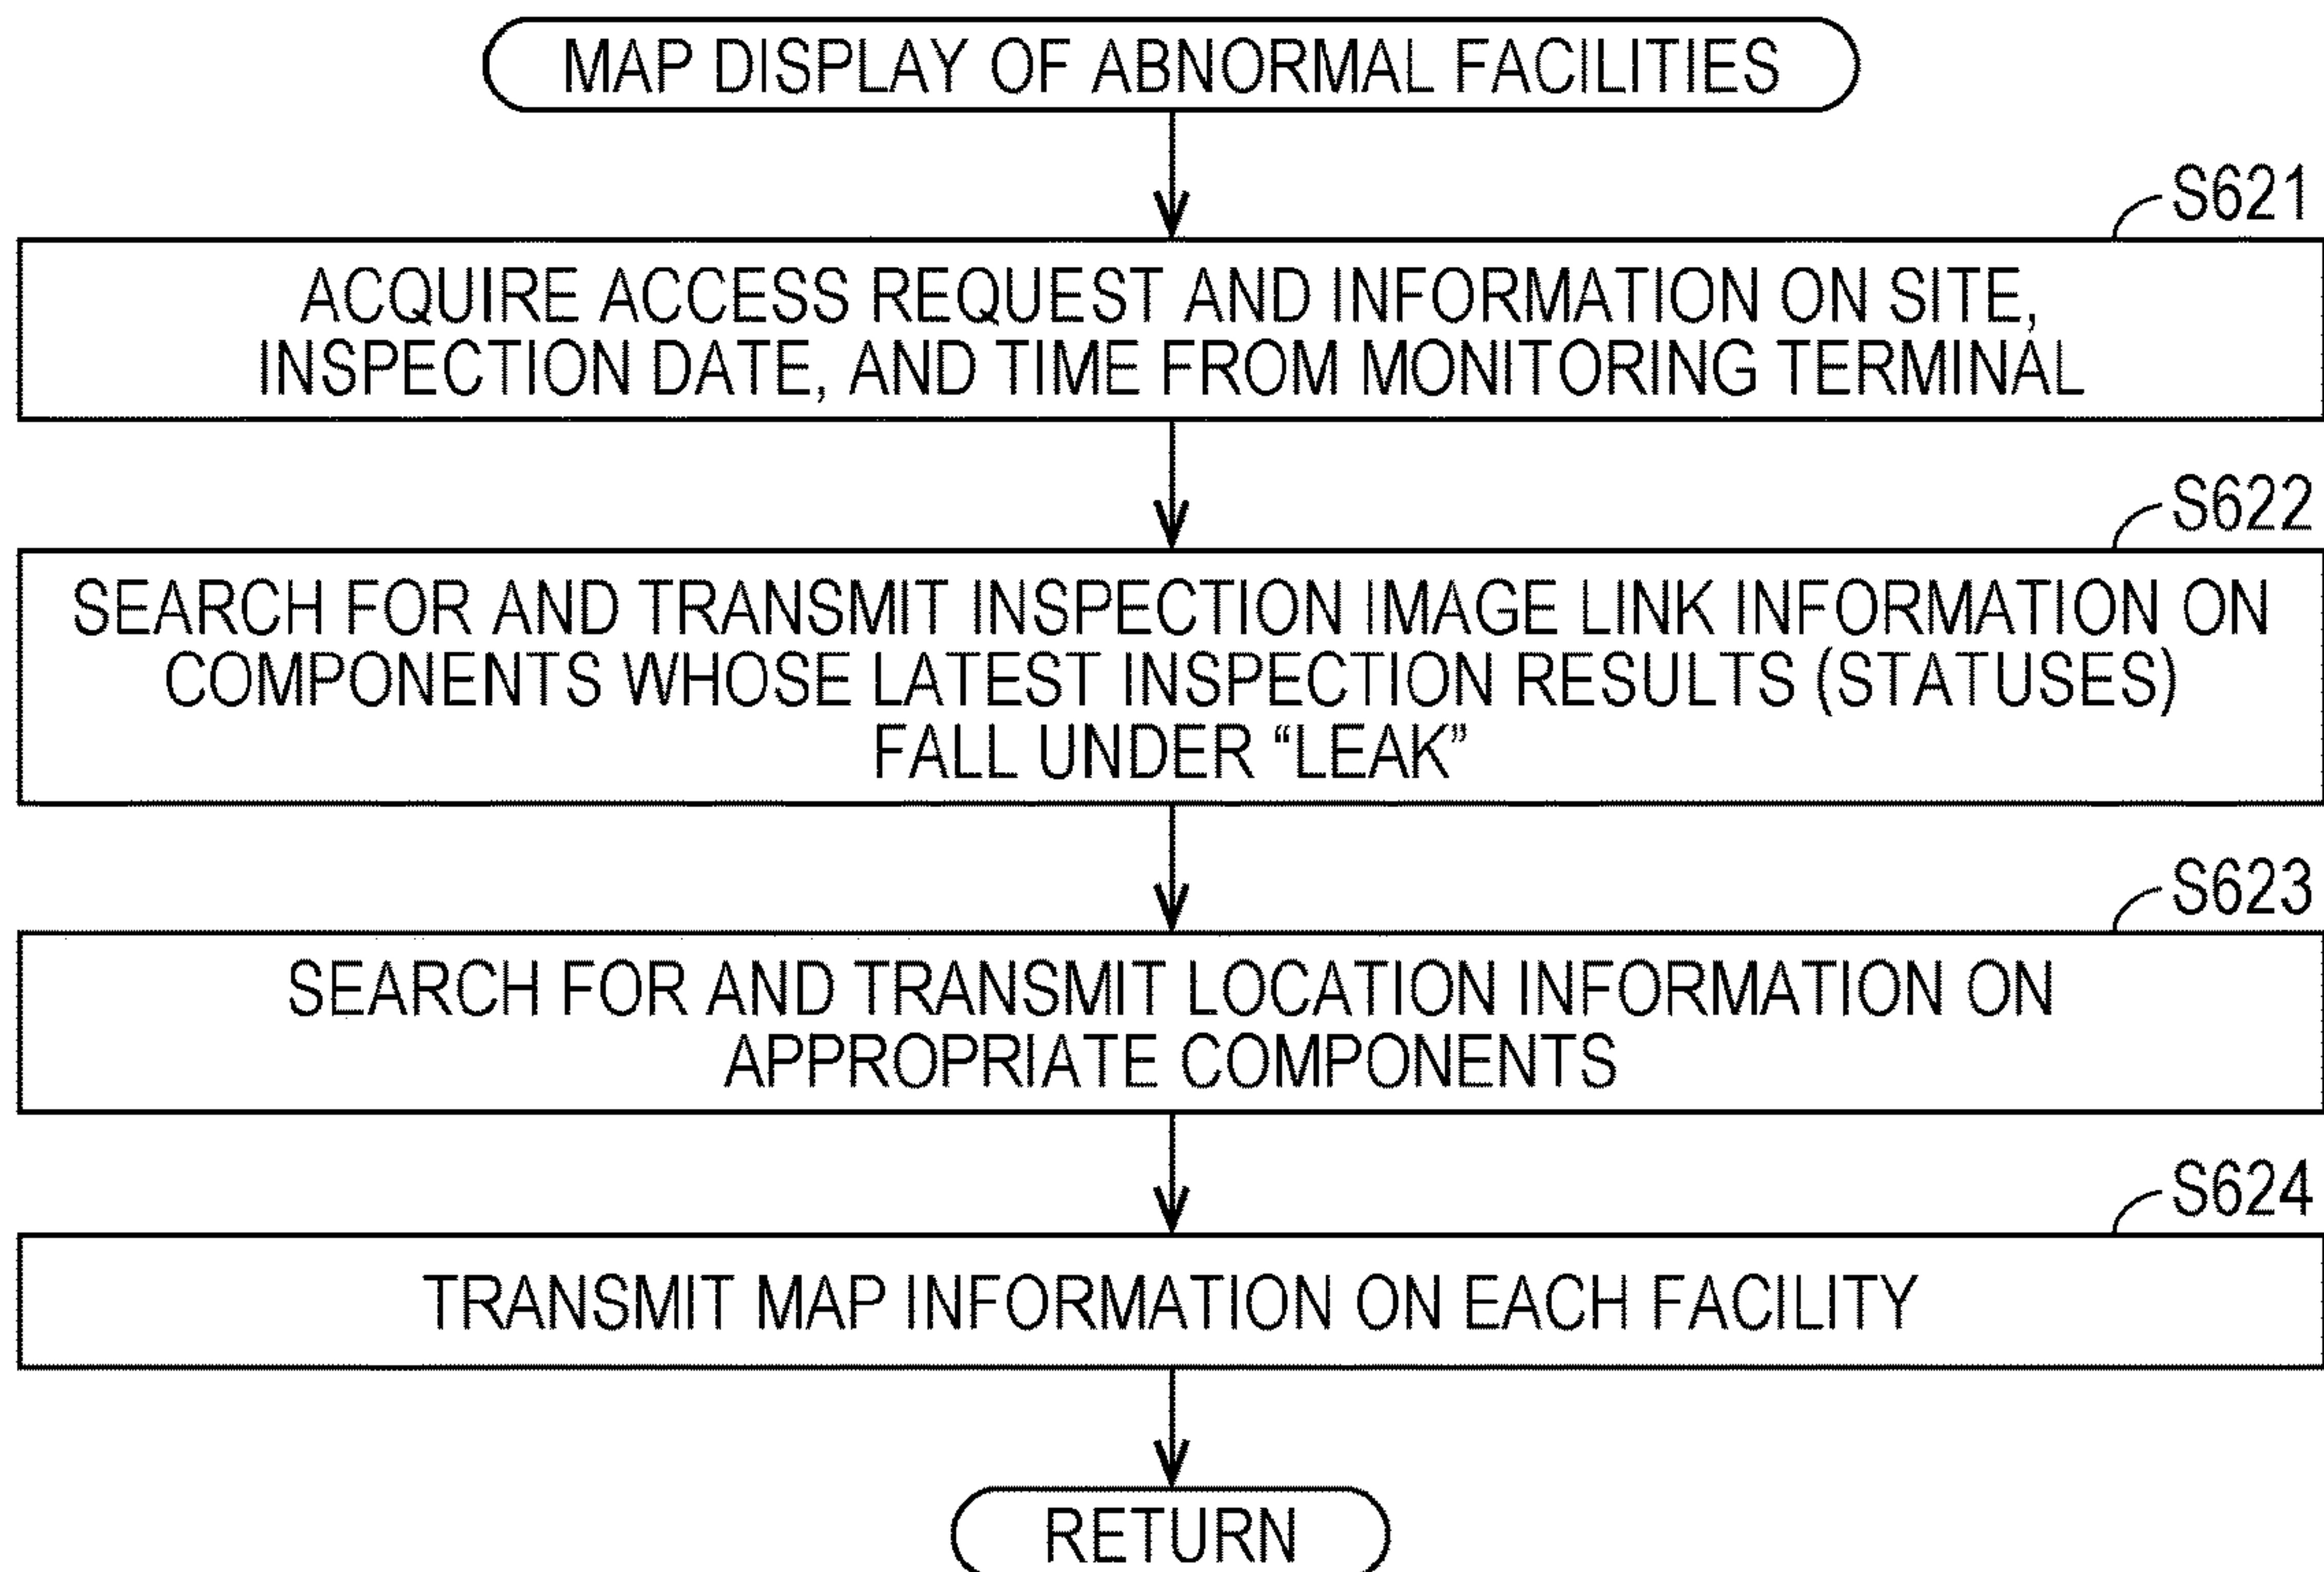 MAP DISPLAY OF ABNORMAL FACILITIES
S621
ACQUIRE ACCESS REQUEST AND INFORMATION ON SITE,
INSPECTION DATE, AND TIME FROM MONITORING TERMINAL
S622
SEARCH FOR AND TRANSMIT INSPECTION IMAGE LINK INFORMATION ON
COMPONENTS WHOSE LATEST INSPECTION RESULTS (STATUSES)
FALL UNDER “LEAK”
S623
SEARCH FOR AND TRANSMIT LOCATION INFORMATION ON
APPROPRIATE COMPONENTS
S624
TRANSMIT MAP INFORMATION ON EACH FACILITY
RETURN